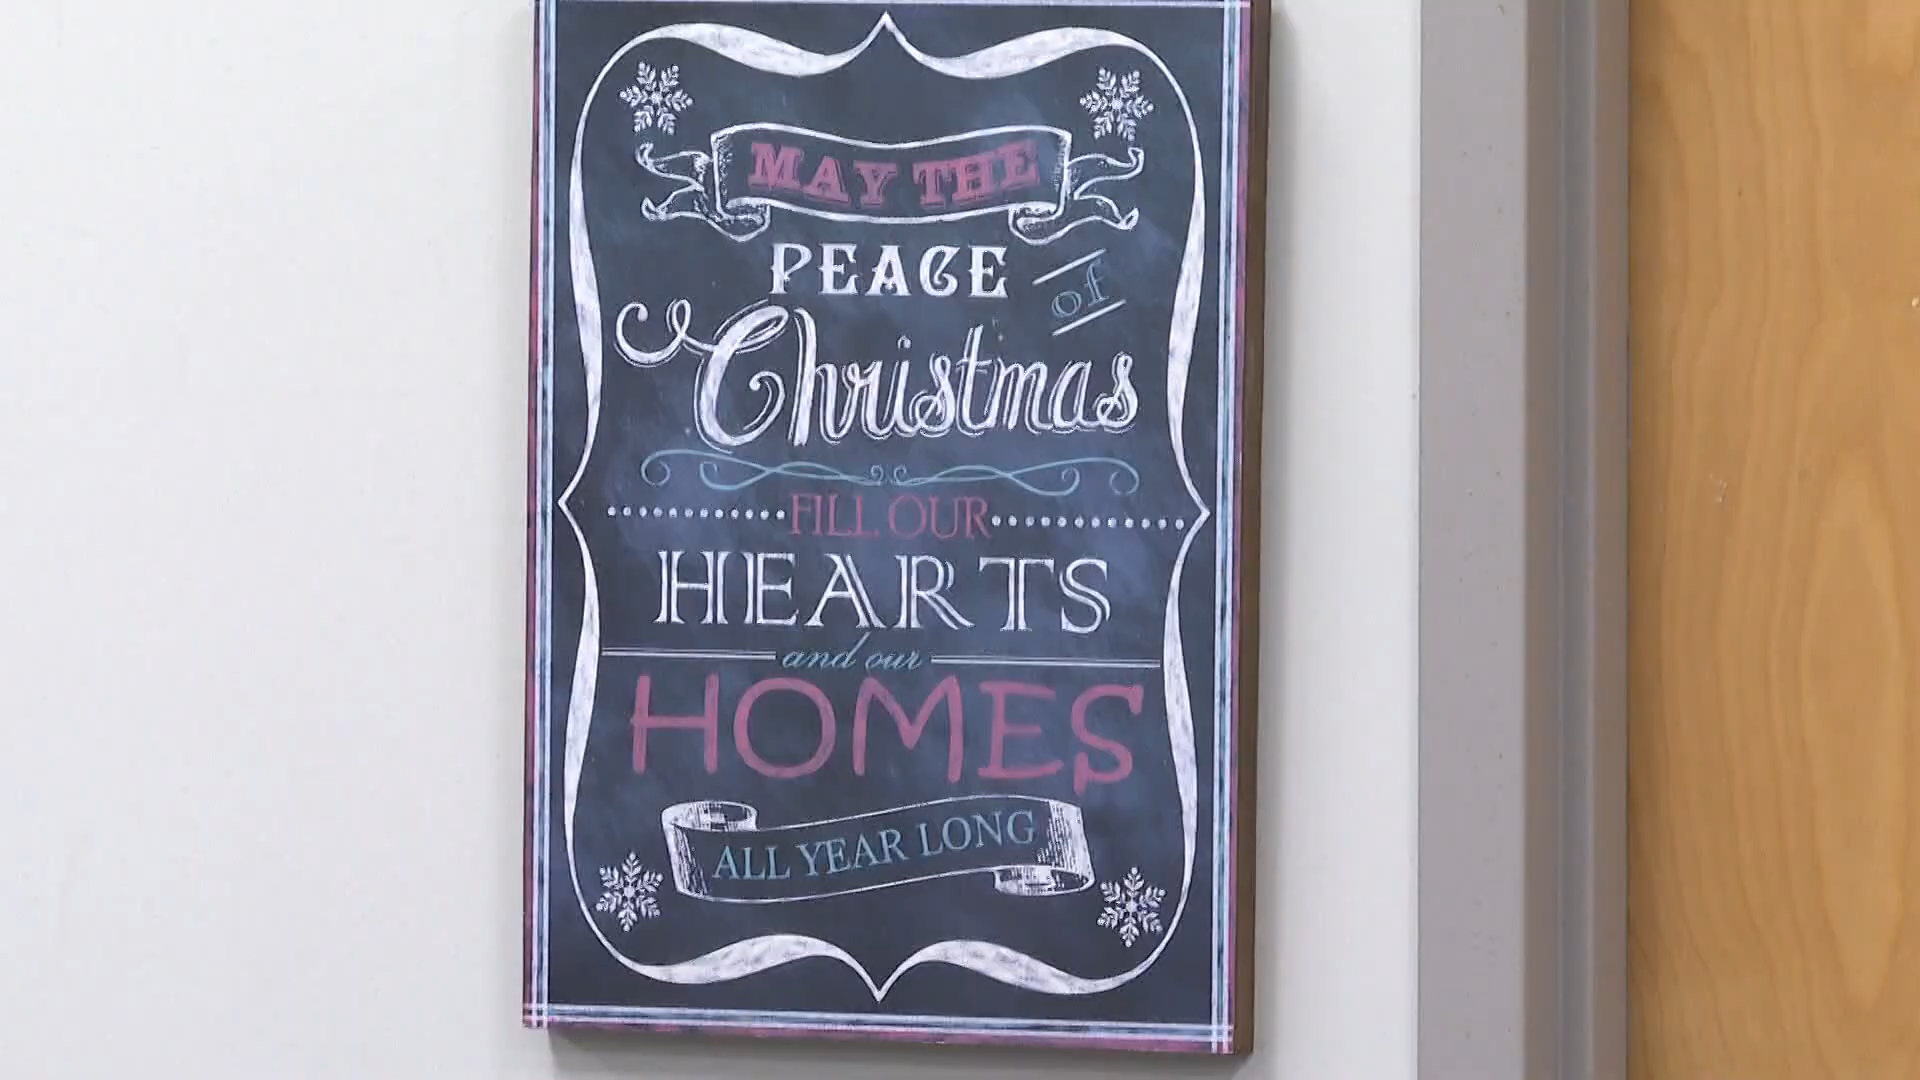 MAY THE
PEACE of
Christmas
FILL OUR
HEARTS
and our
HOMES
ALL YEAR LONG